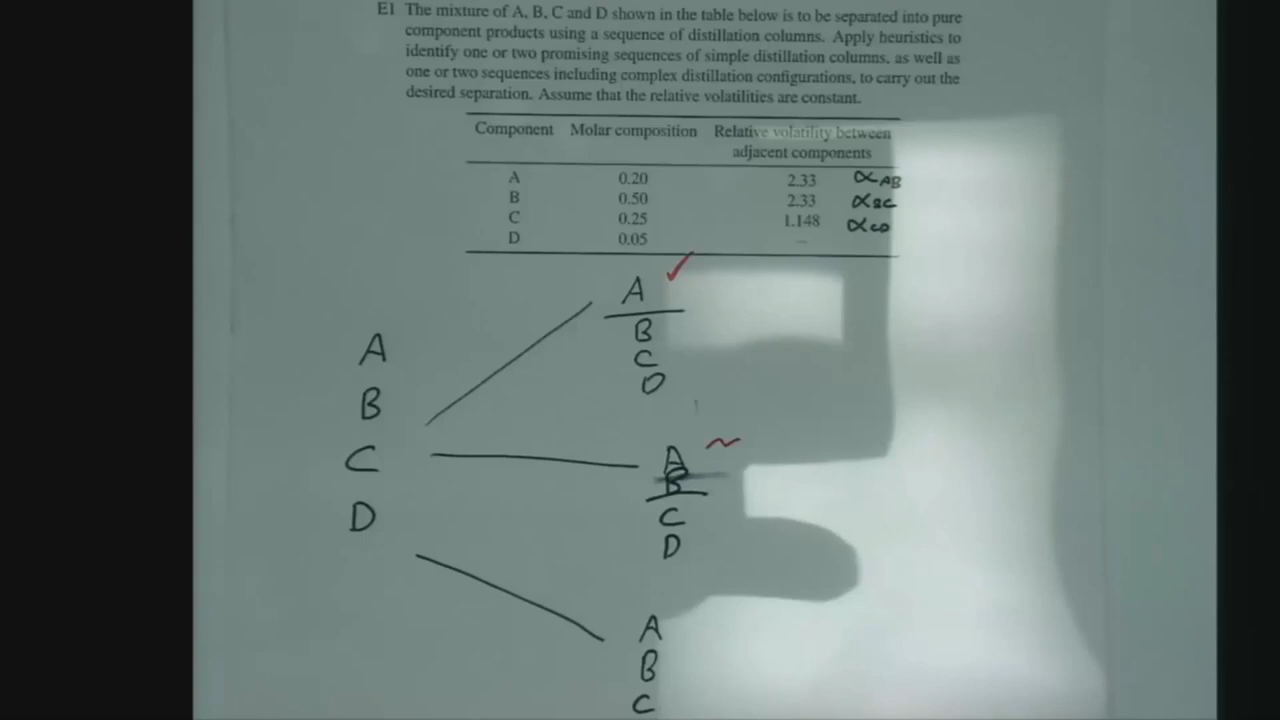 E1 The mixture of A, B, C and D shown in the table below is to be separated into pure
component products using a sequence of distillation columns. Apply heuristics to
identify one or two promising sequences of simple distillation columns, as well as
one or two sequences including complex distillation configurations, to carry out the
desired separation. Assume that the relative volatilities are constant.
Component Molar composition Relative volatility between
adjacent components
A 0.20 2.33 αAB
B 0.50 2.33 αBC
C 0.25 1.148 αCD
D 0.05 –
A
B
C
D
A
B
C
D
A
B
C
D
A
B
C